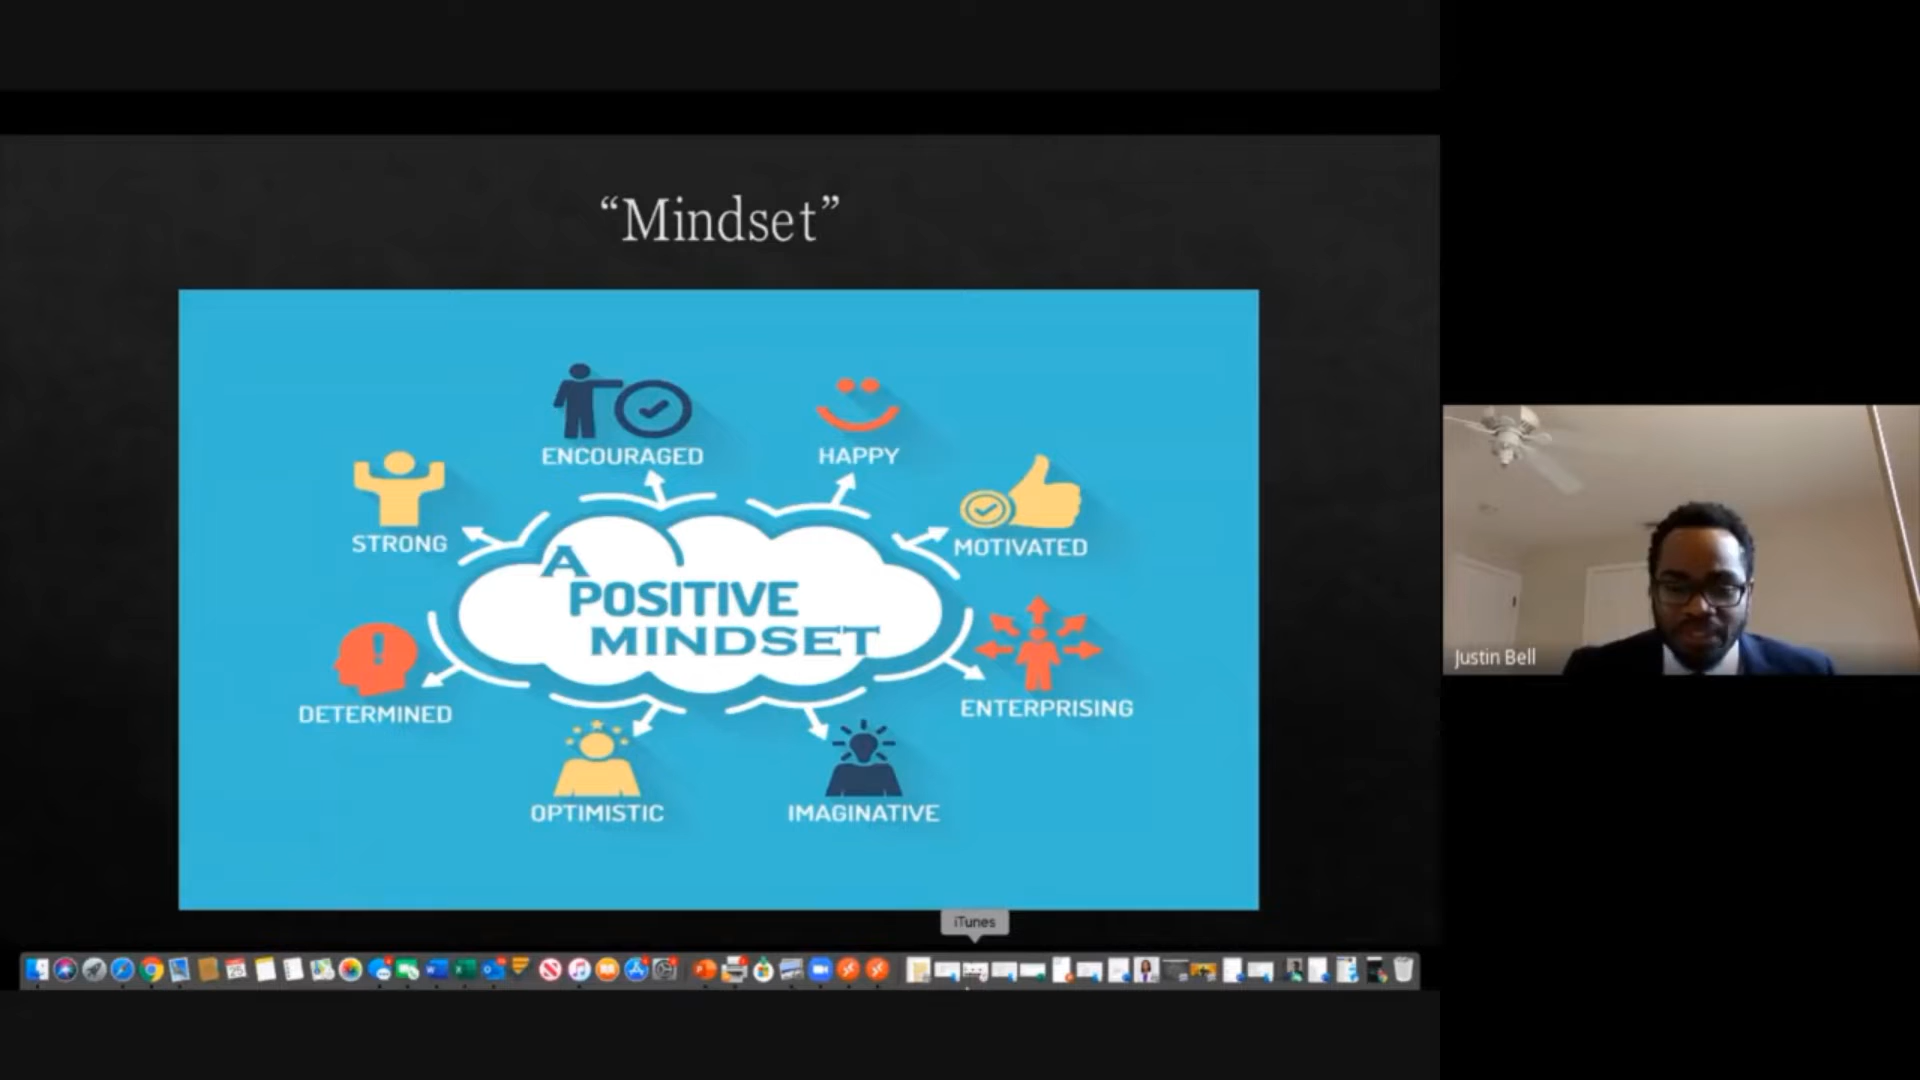 “Mindset”
ENCOURAGED
HAPPY
STRONG
MOTIVATED
A
POSITIVE
MINDSET
DETERMINED
ENTERPRISING
OPTIMISTIC
IMAGINATIVE
iTunes
Justin Bell